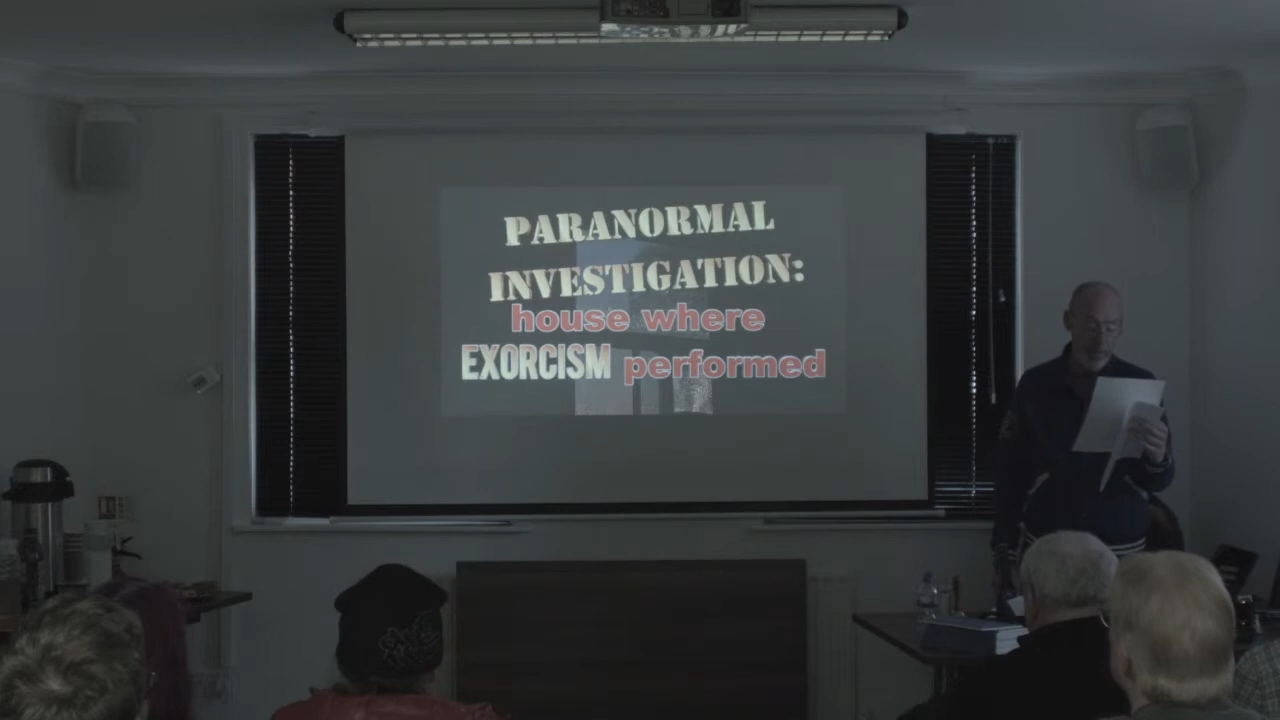 PARANORMAL
INVESTIGATION:
house where
EXORCISM performed